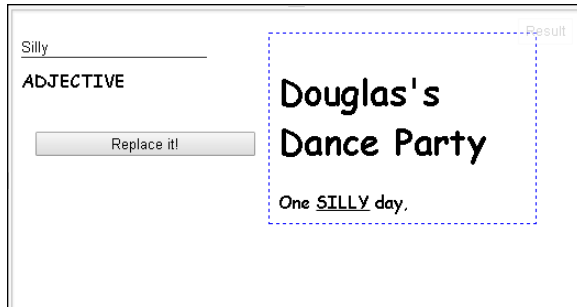 Result
Silly
ADJECTIVE
Replace it!
Douglas's
Dance Party
One SILLY day,